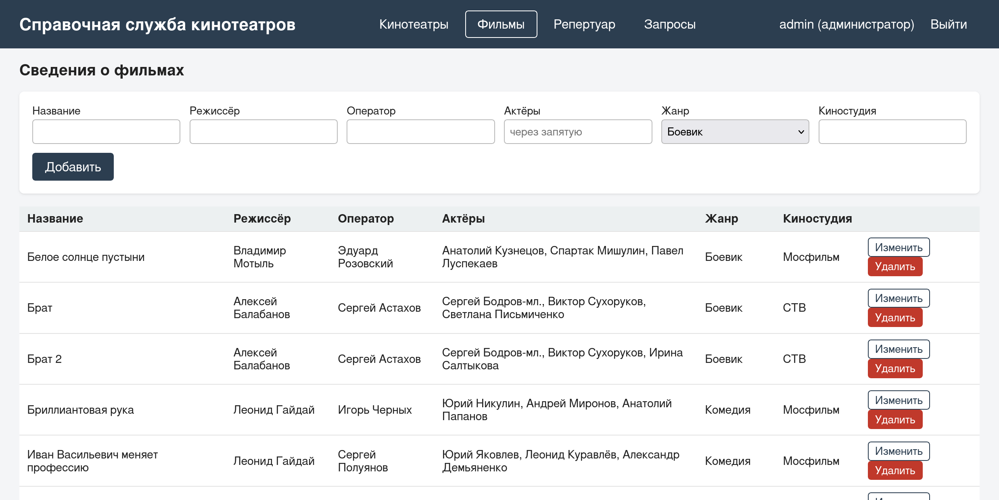 Справочная служба кинотеатров Кинотеатры Фильмы Репертуар Запросы admin (администратор) Выйти
Сведения о фильмах
Название Режиссёр Оператор Актёры Жанр Киностудия
через запятую Боевик
Добавить
Название Режиссёр Оператор Актёры Жанр Киностудия
Белое солнце пустыни
Владимир
Мотыль
Эдуард
Розовский
Анатолий Кузнецов, Спартак Мишулин, Павел
Луспекаев
Боевик
Мосфильм
Изменить
Удалить
Брат
Алексей
Балабанов
Сергей Астахов
Сергей Бодров-мл., Виктор Сухоруков,
Светлана Письмиченко
Боевик
СТВ
Изменить
Удалить
Брат 2
Алексей
Балабанов
Сергей Астахов
Сергей Бодров-мл., Виктор Сухоруков, Ирина
Салтыкова
Боевик
СТВ
Изменить
Удалить
Бриллиантовая рука
Леонид Гайдай
Игорь Черных
Юрий Никулин, Андрей Миронов, Анатолий
Папанов
Комедия
Мосфильм
Изменить
Удалить
Иван Васильевич меняет
профессию
Леонид Гайдай
Сергей
Полуянов
Юрий Яковлев, Леонид Куравлёв, Александр
Демьяненко
Комедия
Мосфильм
Изменить
Удалить